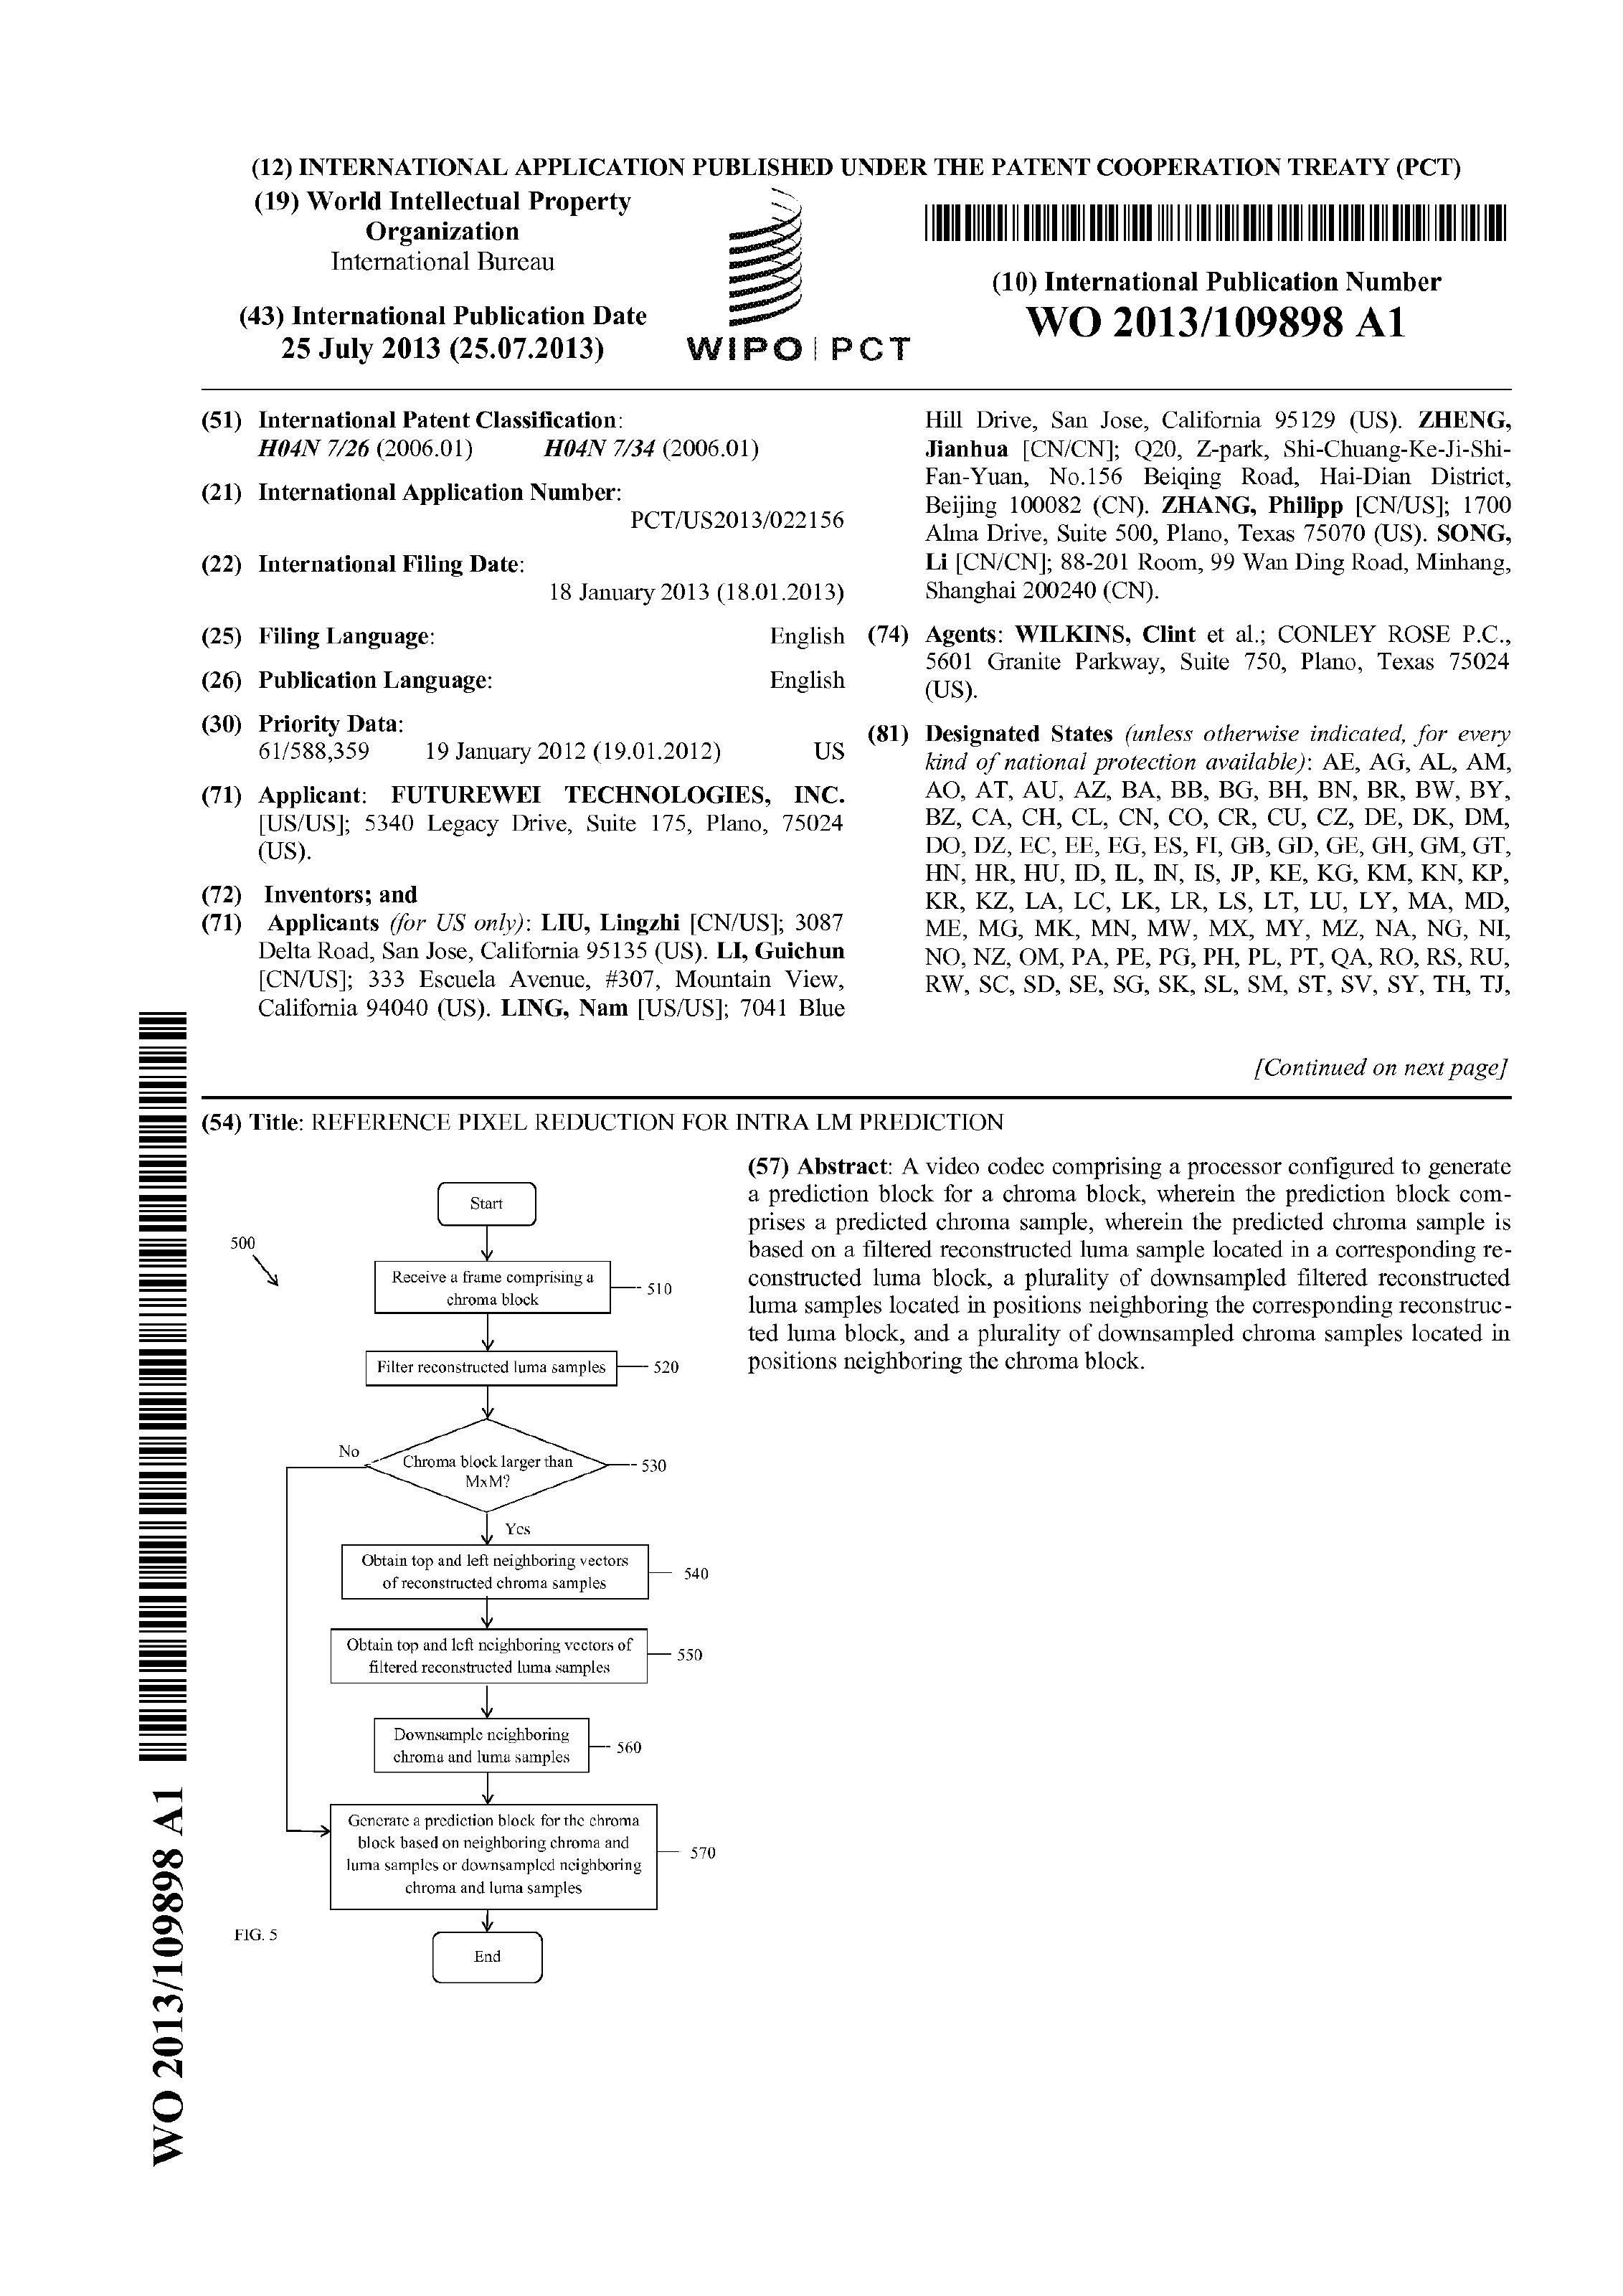 (12) INTERNATIONAL APPLICATION PUBLISHED UNDER THE PATENT COOPERATION TREATY (PCT)
(19) World Intellectual Property
Organization
International Bureau
(43) International Publication Date
25 July 2013 (25.07.2013)
WIPO | PCT
(10) International Publication Number
WO 2013/109898 A1
(51) International Patent Classification:
H04N 7/26 (2006.01) H04N 7/34 (2006.01)
(21) International Application Number:
PCT/US2013/022156
(22) International Filing Date:
18 January 2013 (18.01.2013)
(25) Filing Language: English
(26) Publication Language: English
(30) Priority Data:
61/588,359 19 January 2012 (19.01.2012) US
(71) Applicant: FUTUREWEI TECHNOLOGIES, INC.
[US/US]; 5340 Legacy Drive, Suite 175, Plano, 75024
(US).
(72) Inventors; and
(71) Applicants (for US only): LIU, Lingzhi [CN/US]; 3087
Delta Road, San Jose, California 95135 (US). LI, Guichun
[CN/US]; 333 Escuela Avenue, #307, Mountain View,
California 94040 (US). LING, Nam [US/US]; 7041 Blue
Hill Drive, San Jose, California 95129 (US). ZHENG,
Jianhua [CN/CN]; Q20, Z-park, Shi-Chuang-Ke-Ji-Shi-
Fan-Yuan, No.156 Beiqing Road, Hai-Dian District,
Beijing 100082 (CN). ZHANG, Philipp [CN/US]; 1700
Alma Drive, Suite 500, Plano, Texas 75070 (US). SONG,
Li [CN/CN]; 88-201 Room, 99 Wan Ding Road, Minhang,
Shanghai 200240 (CN).
(74) Agents: WILKINS, Clint et al.; CONLEY ROSE P.C.,
5601 Granite Parkway, Suite 750, Plano, Texas 75024
(US).
(81) Designated States (unless otherwise indicated, for every
kind of national protection available): AE, AG, AL, AM,
AO, AT, AU, AZ, BA, BB, BG, BH, BN, BR, BW, BY,
BZ, CA, CH, CL, CN, CO, CR, CU, CZ, DE, DK, DM,
DO, DZ, EC, EE, EG, ES, FI, GB, GD, GE, GH, GM, GT,
HN, HR, HU, ID, IL, IN, IS, JP, KE, KG, KM, KN, KP,
KR, KZ, LA, LC, LK, LR, LS, LT, LU, LY, MA, MD,
ME, MG, MK, MN, MW, MX, MY, MZ, NA, NG, NI,
NO, NZ, OM, PA, PE, PG, PH, PL, PT, QA, RO, RS, RU,
RW, SC, SD, SE, SG, SK, SL, SM, ST, SV, SY, TH, TJ,
[Continued on next page]
(54) Title: REFERENCE PIXEL REDUCTION FOR INTRA LM PREDICTION
(57) Abstract: A video codec comprising a processor configured to generate
a prediction block for a chroma block, wherein the prediction block com-
prises a predicted chroma sample, wherein the predicted chroma sample is
based on a filtered reconstructed luma sample located in a corresponding re-
constructed luma block, a plurality of downsampled filtered reconstructed
luma samples located in positions neighboring the corresponding reconstruc-
ted luma block, and a plurality of downsampled chroma samples located in
positions neighboring the chroma block.
500
Start
Receive a frame comprising a
chroma block
510
Filter reconstructed luma samples
520
No
Chroma block larger than
MxM?
530
Yes
Obtain top and left neighboring vectors
of reconstructed chroma samples
540
Obtain top and left neighboring vectors of
filtered reconstructed luma samples
550
Downsample neighboring
chroma and luma samples
560
Generate a prediction block for the chroma
block based on neighboring chroma and
luma samples or downsampled neighboring
chroma and luma samples
570
FIG. 5
End
WO 2013/109898 A1